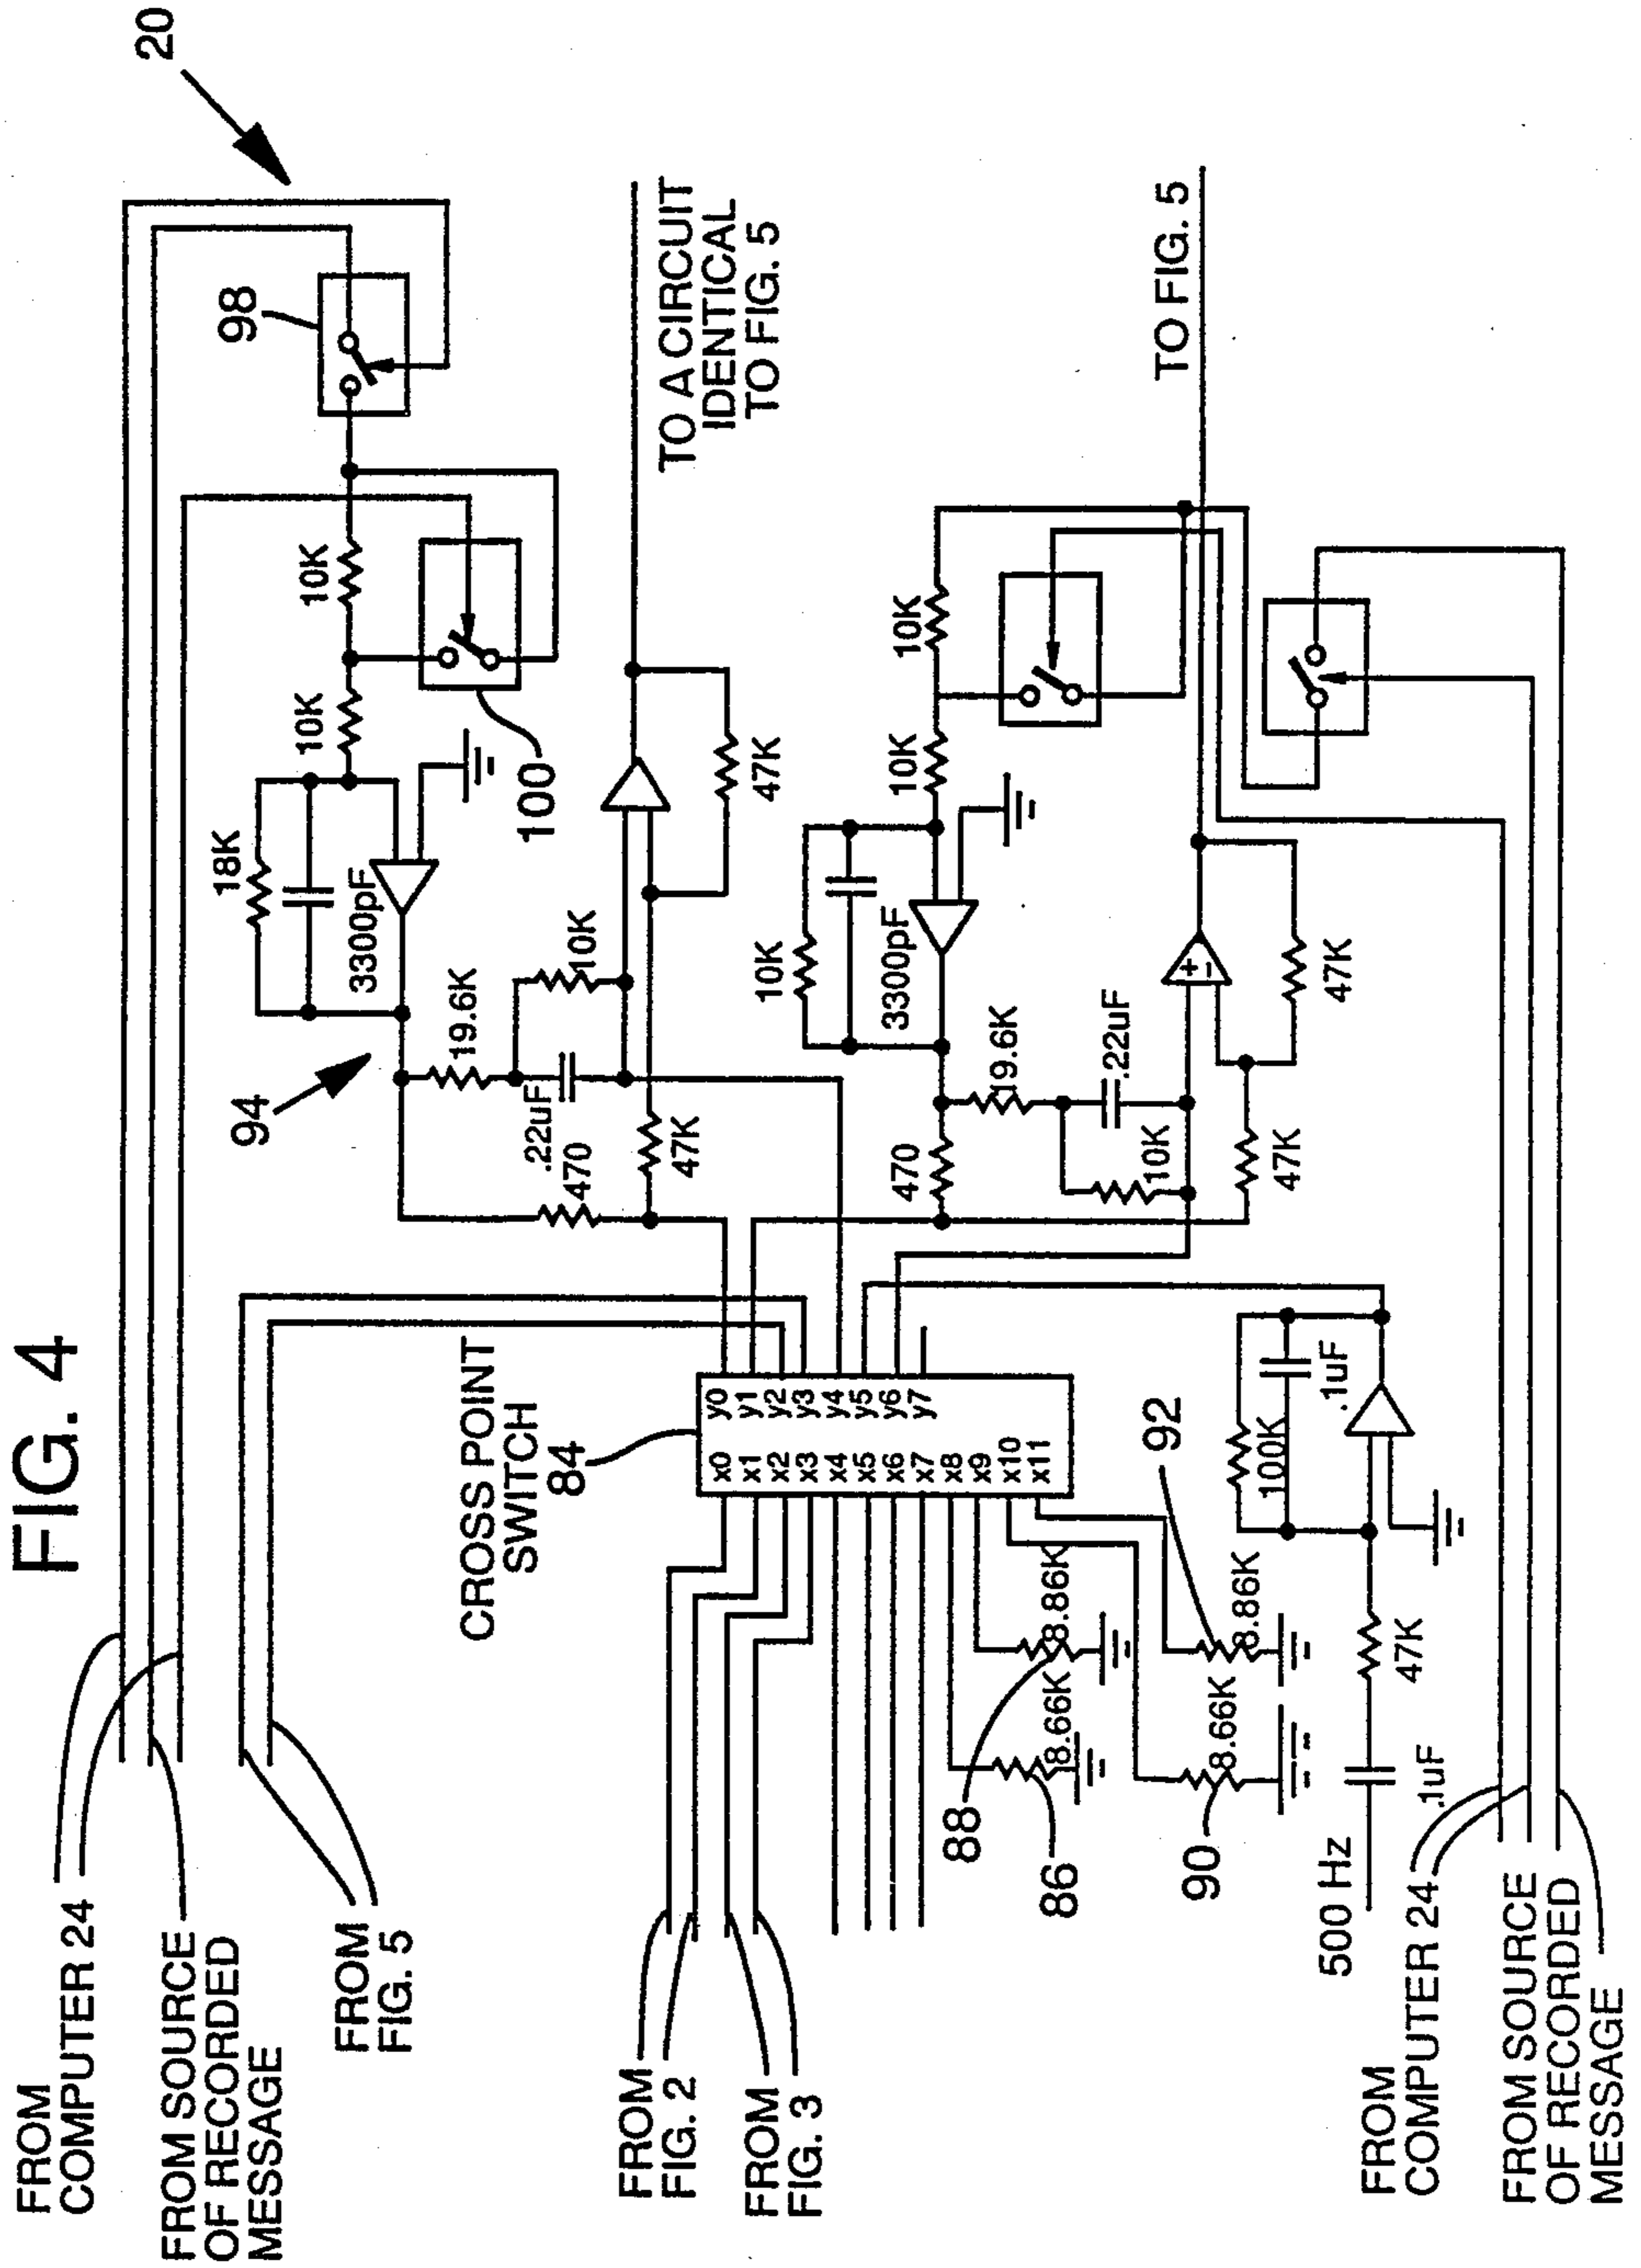 FIG. 4
20
FROM
COMPUTER 24
FROM SOURCE
OF RECORDED
MESSAGE
FROM
FIG. 5
98
10K
10K
100
18K
3300pF
94
19.6K
10K
.22uF
470
47K
47K
TO A CIRCUIT
IDENTICAL
TO FIG. 5
CROSS POINT
SWITCH
84
x0
x1
x2
x3
x4
x5
x6
x7
x8
x9
x10
x11
y0
y1
y2
y3
y4
y5
y6
y7
FROM
FIG. 2
FROM
FIG. 3
10K
10K
10K
3300pF
19.6K
.22uF
470
10K
47K
47K
+
-
TO FIG. 5
8.66K
8.86K
86
88
8.66K
8.86K
90
92
500 Hz
.1uF
47K
100K
.1uF
FROM
COMPUTER 24
FROM SOURCE
OF RECORDED
MESSAGE